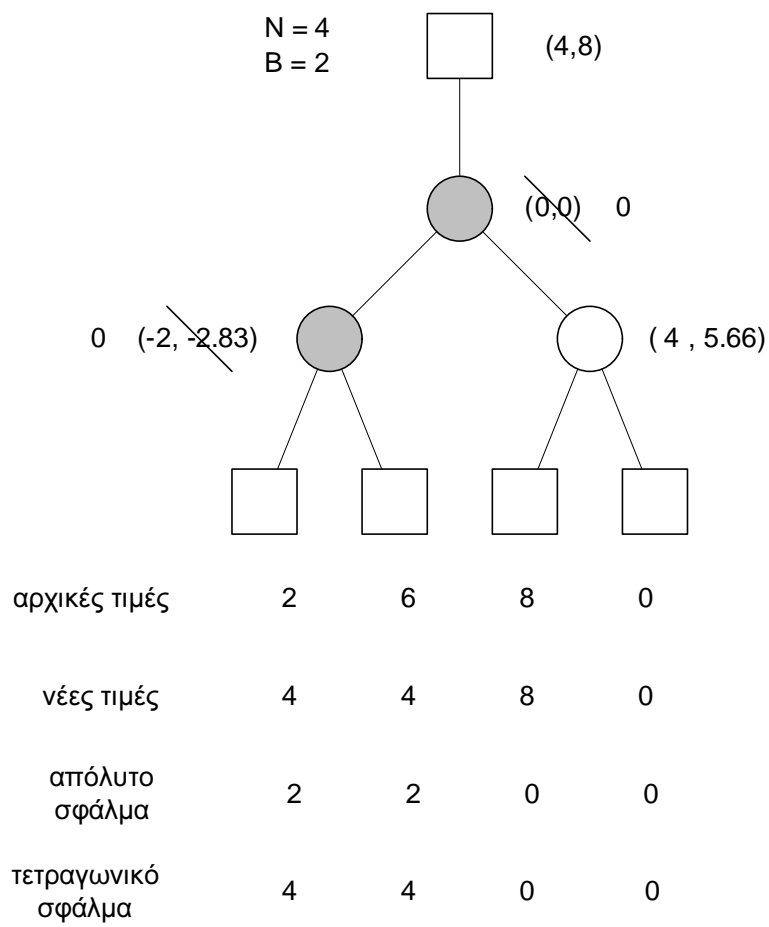 N = 4
B = 2
(4,8)
(0,0) 0
0 (-2, -2.83)
( 4 , 5.66)
αρχικές τιμές 2 6 8 0
νέες τιμές 4 4 8 0
απόλυτο
σφάλμα
2 2 0 0
τετραγωνικό
σφάλμα
4 4 0 0